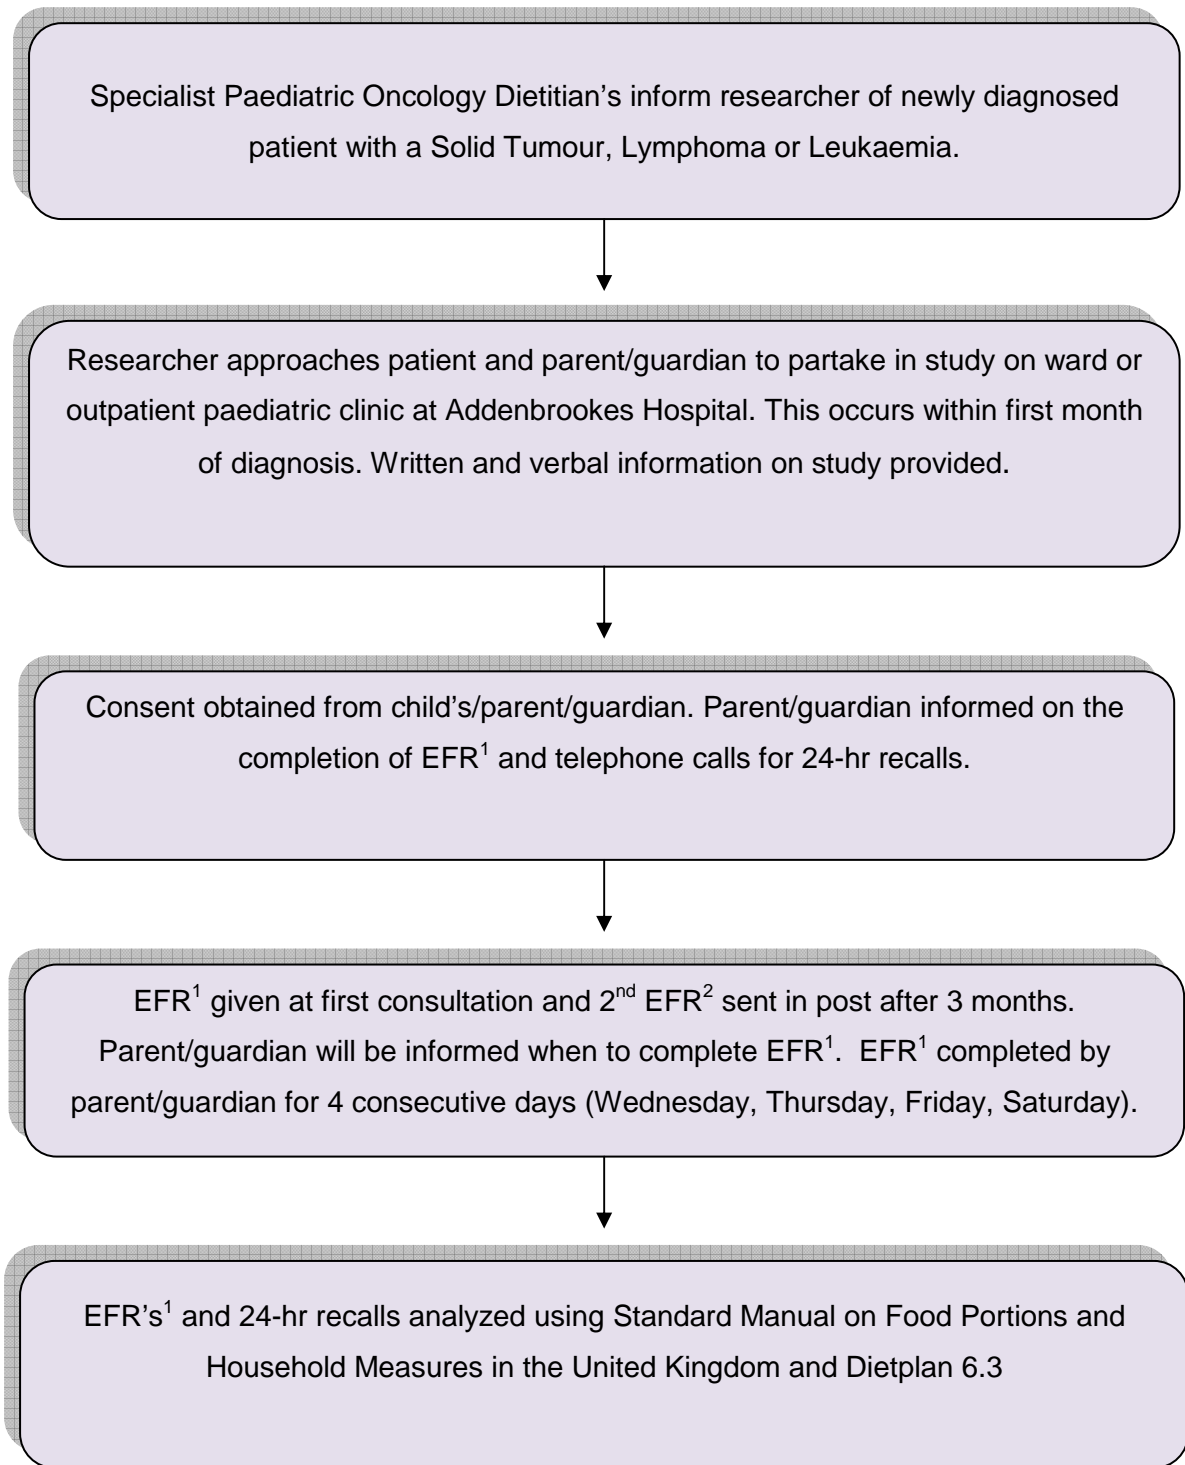 Specialist Paediatric Oncology Dietitian’s inform researcher of newly diagnosed
patient with a Solid Tumour, Lymphoma or Leukaemia.
Researcher approaches patient and parent/guardian to partake in study on ward or
outpatient paediatric clinic at Addenbrookes Hospital. This occurs within first month
of diagnosis. Written and verbal information on study provided.
Consent obtained from child’s/parent/guardian. Parent/guardian informed on the
completion of EFR¹ and telephone calls for 24-hr recalls.
EFR¹ given at first consultation and 2ⁿᵈ EFR² sent in post after 3 months.
Parent/guardian will be informed when to complete EFR¹. EFR¹ completed by
parent/guardian for 4 consecutive days (Wednesday, Thursday, Friday, Saturday).
EFR’s¹ and 24-hr recalls analyzed using Standard Manual on Food Portions and
Household Measures in the United Kingdom and Dietplan 6.3